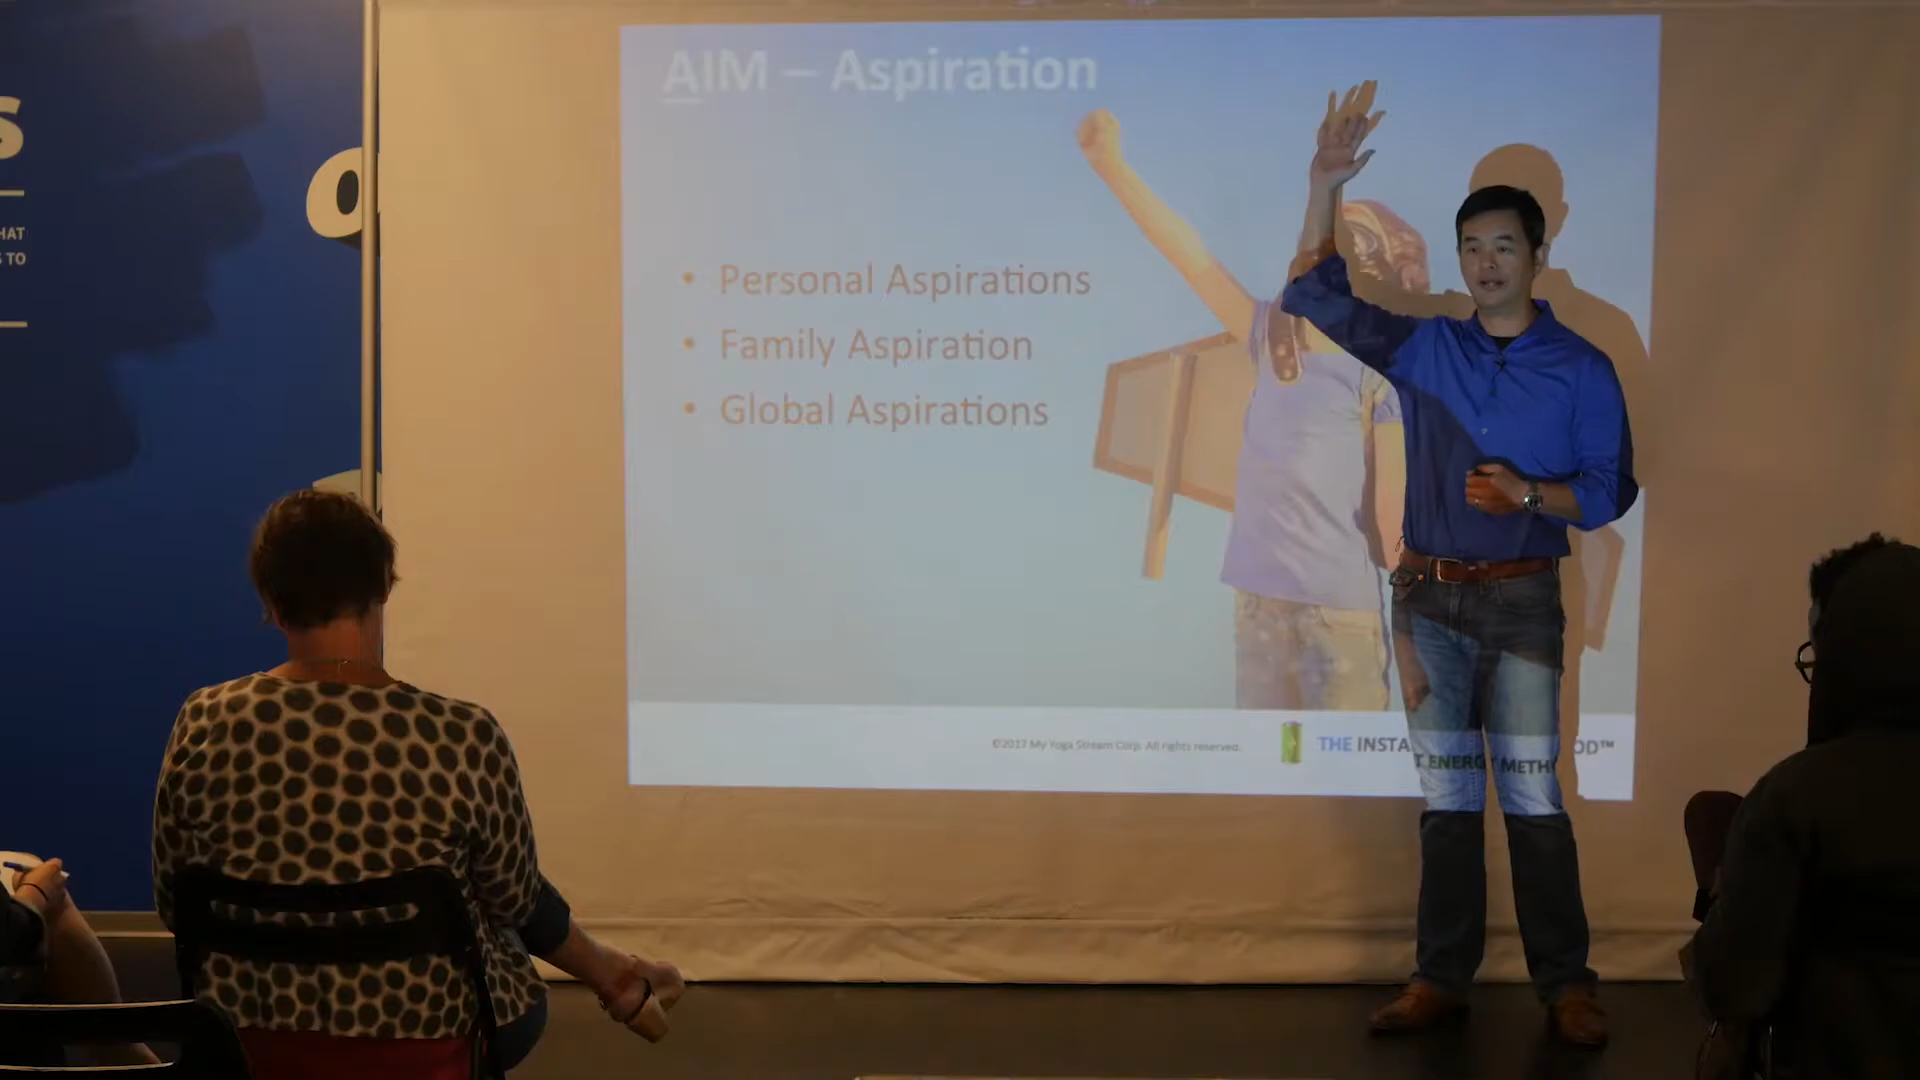 s
HAT
S TO
o
AIM – Aspiration
• Personal Aspirations
• Family Aspiration
• Global Aspirations
©2017 My Yoga Stream Corp. All rights reserved.
THE INSTA
T ENERGY METH
OD™